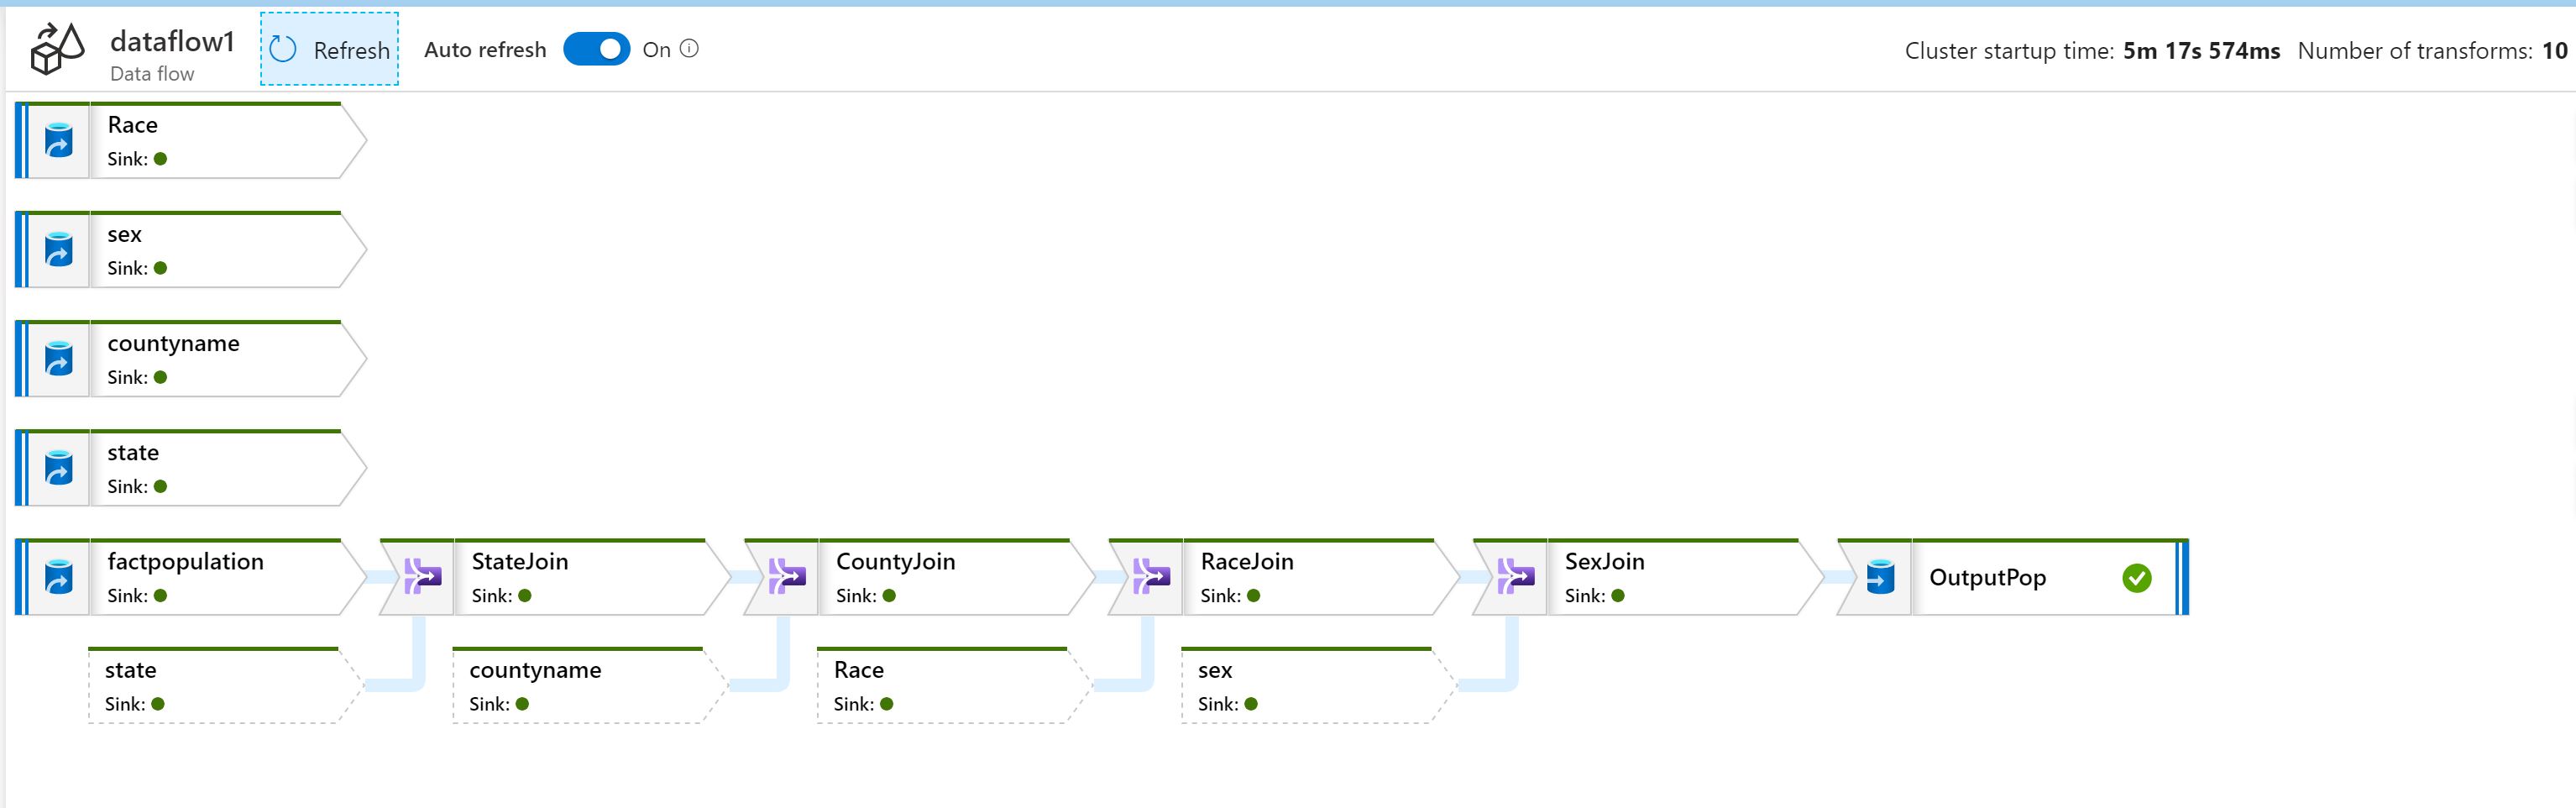 dataflow1
Data flow
Refresh
Auto refresh
On
Cluster startup time: 5m 17s 574ms
Number of transforms: 10
Race
Sink:
sex
Sink:
countyname
Sink:
state
Sink:
factpopulation
Sink:
StateJoin
Sink:
CountyJoin
Sink:
RaceJoin
Sink:
SexJoin
Sink:
OutputPop
state
Sink:
countyname
Sink:
Race
Sink:
sex
Sink: